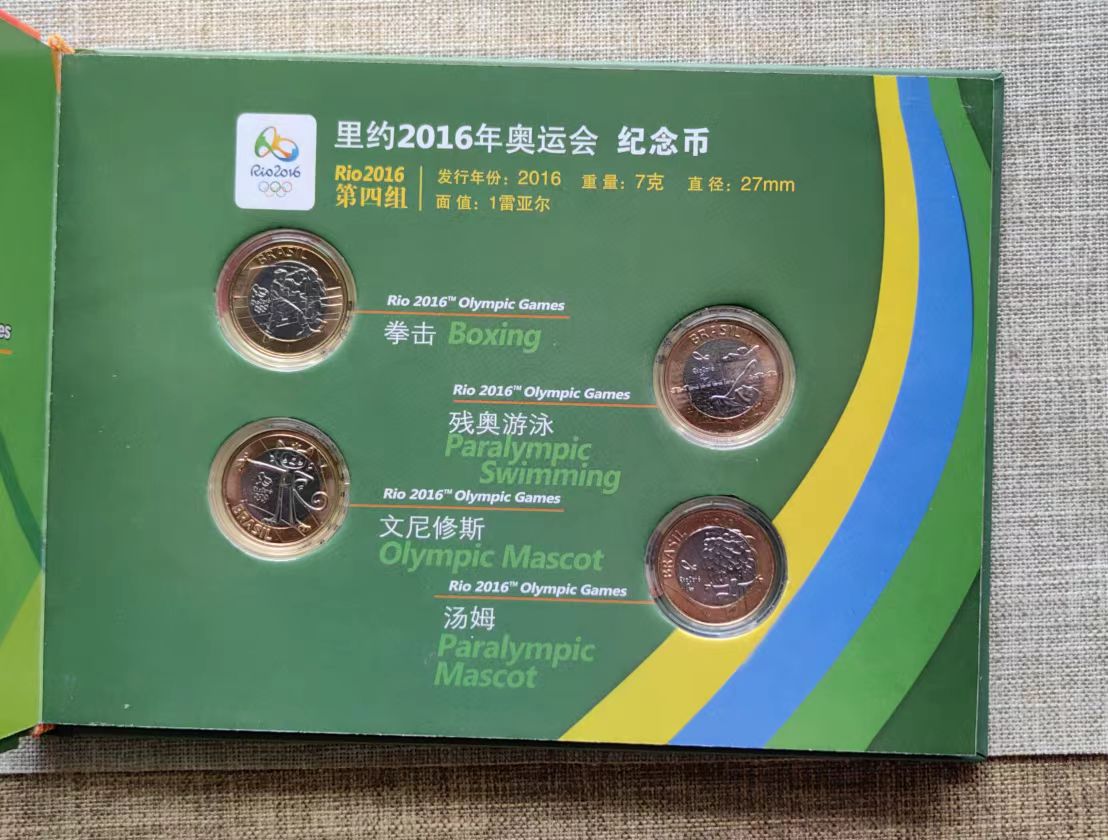 里约2016年奥运会 纪念币
Rio2016
Rio2016
第四组
发行年份：2016 重量：7克 直径：27mm
面值：1雷亚尔
BRASIL
Rio 2016™ Olympic Games
拳击 Boxing
BRASIL
Rio 2016™ Olympic Games
残奥游泳
Paralympic
Swimming
BRASIL
Rio 2016™ Olympic Games
文尼修斯
Olympic Mascot
BRASIL
Rio 2016™ Olympic Games
汤姆
Paralympic
Mascot
es